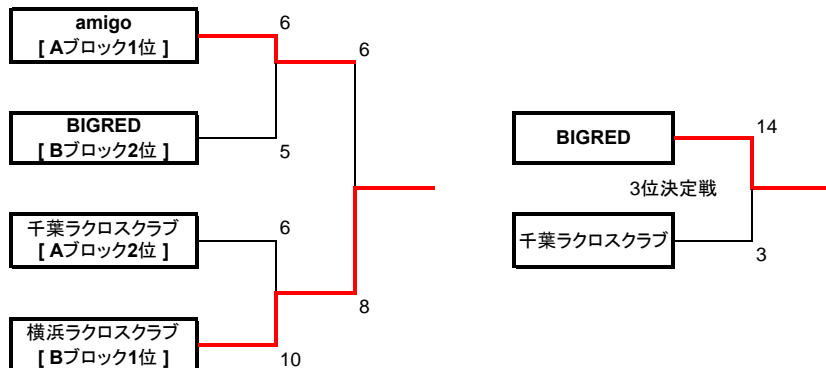 amigo
[ Aブロック1位 ]
6
6
BIGRED
[ Bブロック2位 ]
5
千葉ラクロスクラブ
[ Aブロック2位 ]
6
8
横浜ラクロスクラブ
[ Bブロック1位 ]
10
BIGRED
14
3位決定戦
千葉ラクロスクラブ
3